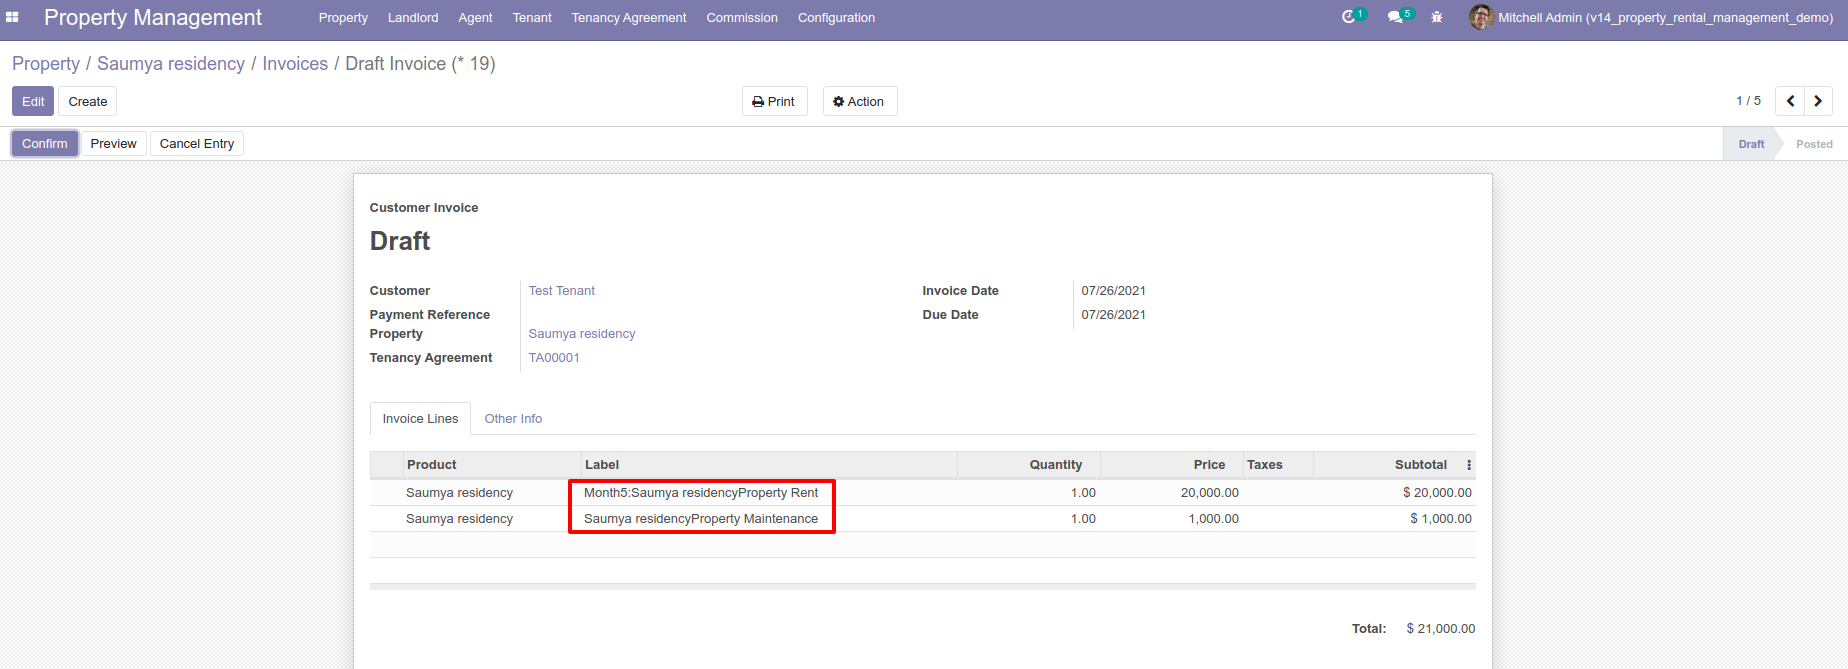 Property Management Property Landlord Agent Tenant Tenancy Agreement Commission Configuration 1 5 Mitchell Admin (v14_property_rental_management_demo)
Property / Saumya residency / Invoices / Draft Invoice (* 19)
Edit Create Print Action 1 / 5
Confirm Preview Cancel Entry Draft Posted
Customer Invoice
Draft
Customer Test Tenant Invoice Date 07/26/2021
Payment Reference Due Date 07/26/2021
Property Saumya residency
Tenancy Agreement TA00001
Invoice Lines Other Info
Product Label Quantity Price Taxes Subtotal
Saumya residency Month5:Saumya residencyProperty Rent 1.00 20,000.00 $ 20,000.00
Saumya residency Saumya residencyProperty Maintenance 1.00 1,000.00 $ 1,000.00
Total: $ 21,000.00